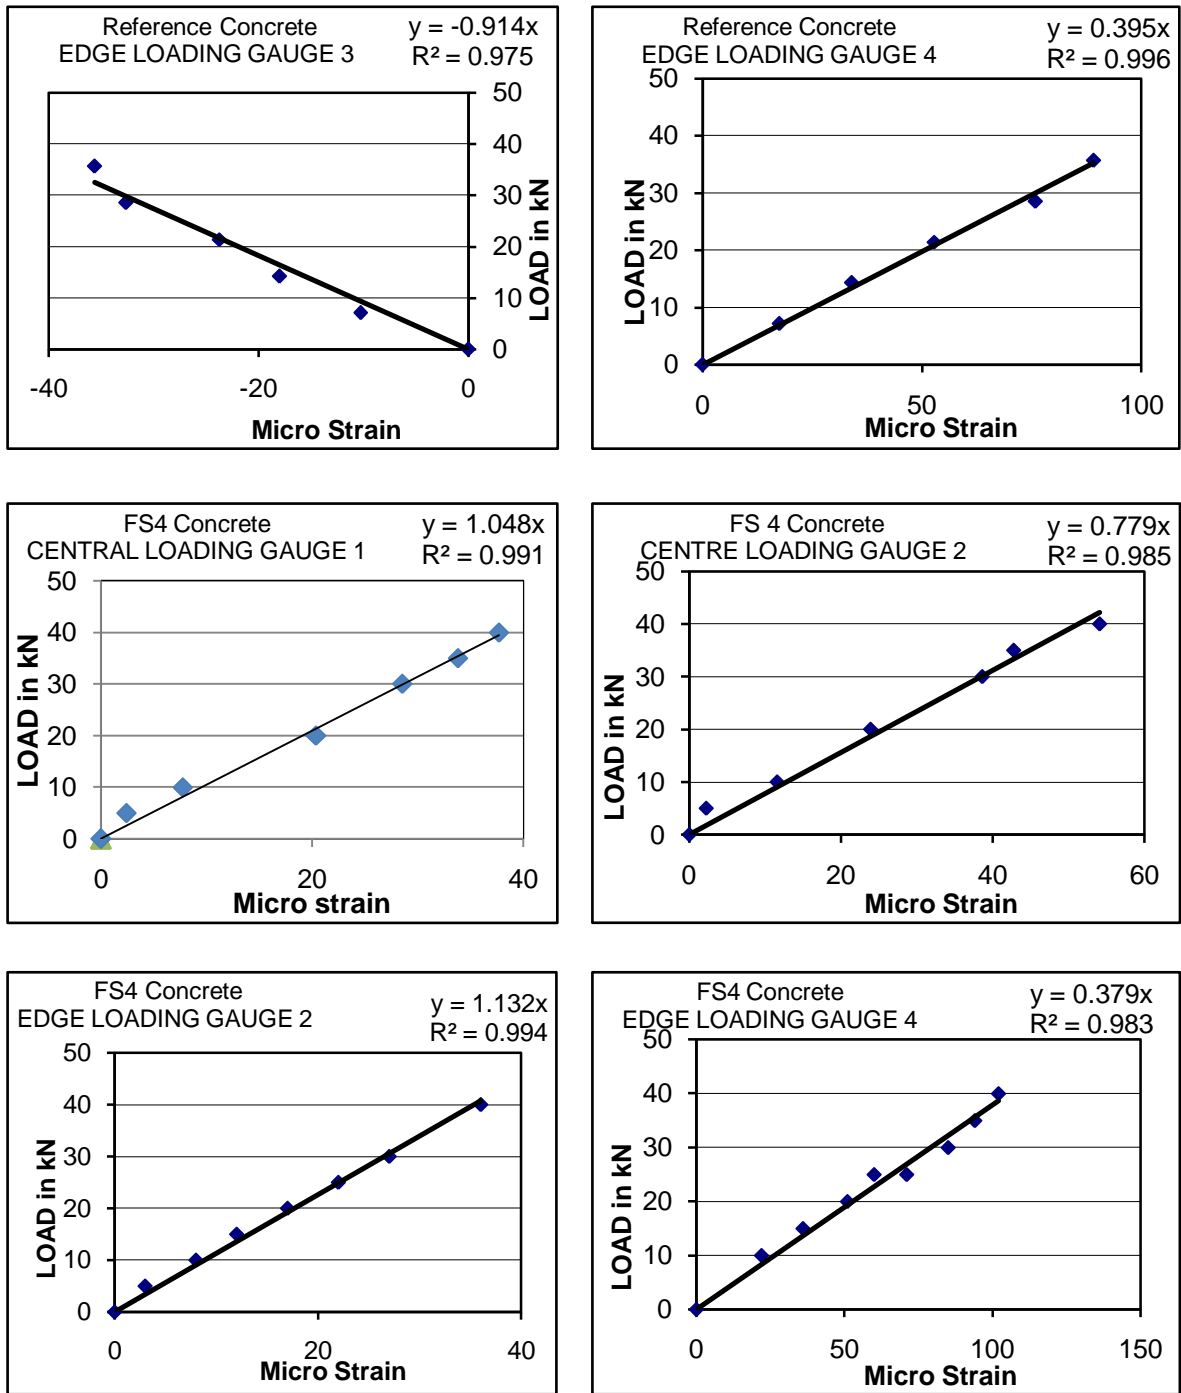 Reference Concrete
EDGE LOADING GAUGE 3
y = -0.914x
R² = 0.975
50
40
30
20
10
0
LOAD in kN
-40
-20
0
Micro Strain
Reference Concrete
EDGE LOADING GAUGE 4
y = 0.395x
R² = 0.996
50
40
30
20
10
0
LOAD in kN
0
50
100
Micro Strain
FS4 Concrete
CENTRAL LOADING GAUGE 1
y = 1.048x
R² = 0.991
50
40
30
20
10
0
LOAD in kN
0
20
40
Micro strain
FS 4 Concrete
CENTRE LOADING GAUGE 2
y = 0.779x
R² = 0.985
50
40
30
20
10
0
LOAD in kN
0
20
40
60
Micro Strain
FS4 Concrete
EDGE LOADING GAUGE 2
y = 1.132x
R² = 0.994
50
40
30
20
10
0
LOAD in kN
0
20
40
Micro Strain
FS4 Concrete
EDGE LOADING GAUGE 4
y = 0.379x
R² = 0.983
50
40
30
20
10
0
LOAD in kN
0
50
100
150
Micro Strain